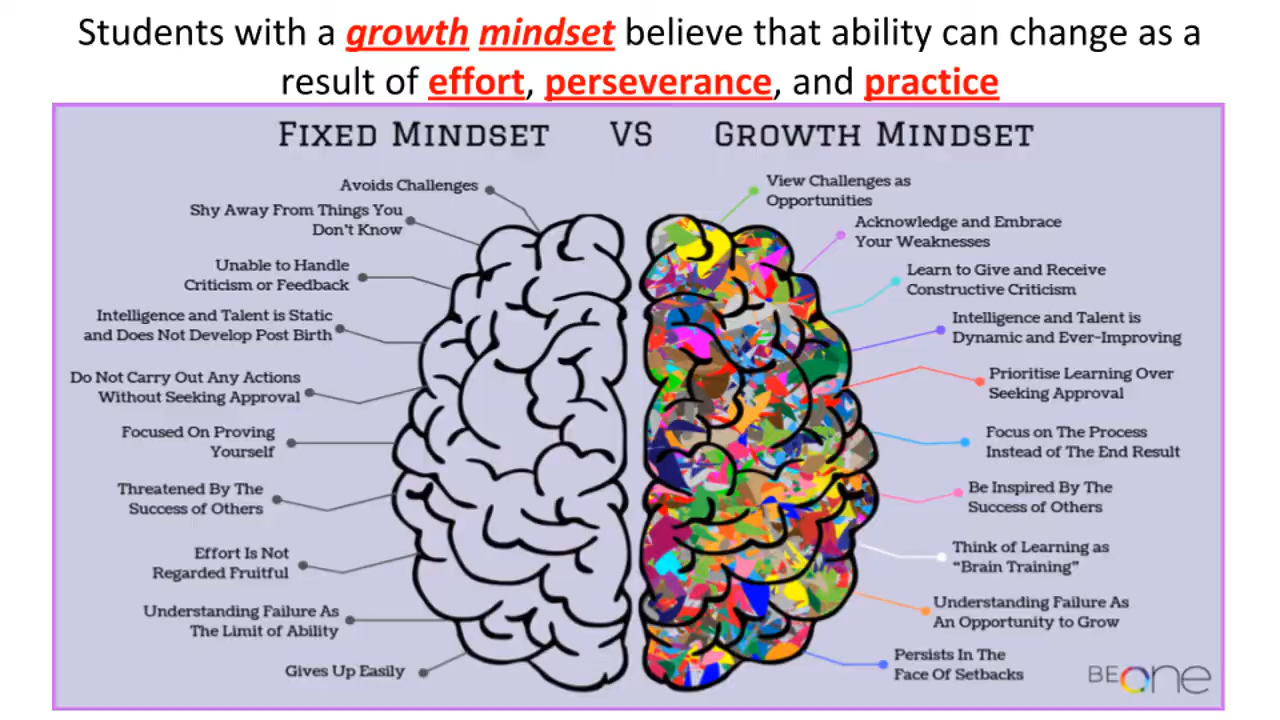 Students with a growth mindset believe that ability can change as a
result of effort, perseverance, and practice
FIXED MINDSET VS GROWTH MINDSET
Avoids Challenges
Shy Away From Things You
Don't Know
Unable to Handle
Criticism or Feedback
Intelligence and Talent is Static
and Does Not Develop Post Birth
Do Not Carry Out Any Actions
Without Seeking Approval
Focused On Proving
Yourself
Threatened By The
Success of Others
Effort Is Not
Regarded Fruitful
Understanding Failure As
The Limit of Ability
Gives Up Easily
View Challenges as
Opportunities
Acknowledge and Embrace
Your Weaknesses
Learn to Give and Receive
Constructive Criticism
Intelligence and Talent is
Dynamic and Ever-Improving
Prioritise Learning Over
Seeking Approval
Focus on The Process
Instead of The End Result
Be Inspired By The
Success of Others
Think of Learning as
"Brain Training"
Understanding Failure As
An Opportunity to Grow
Persists In The
Face Of Setbacks
BEOne